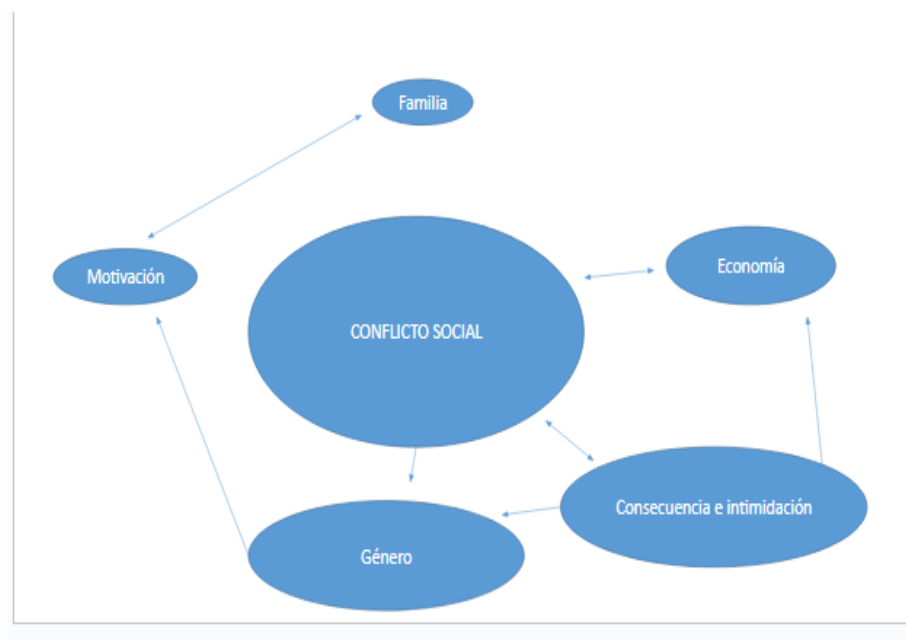 Familia
Motivación
Economía
CONFLICTO SOCIAL
Consecuencia e intimidación
Género